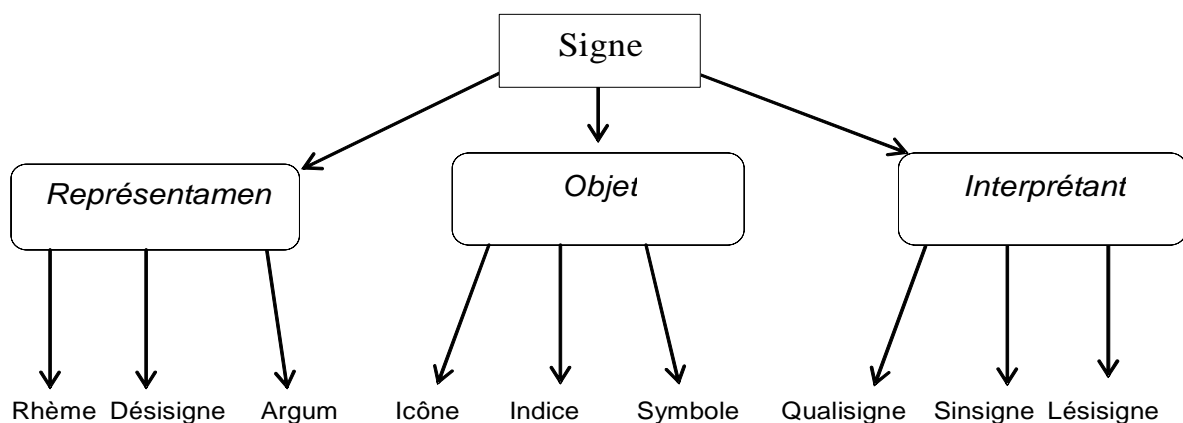 Signe
Représentamen
Objet
Interprétant
Rhème Désisigne Argum Icône Indice Symbole Qualisigne Sinsigne Lésisigne